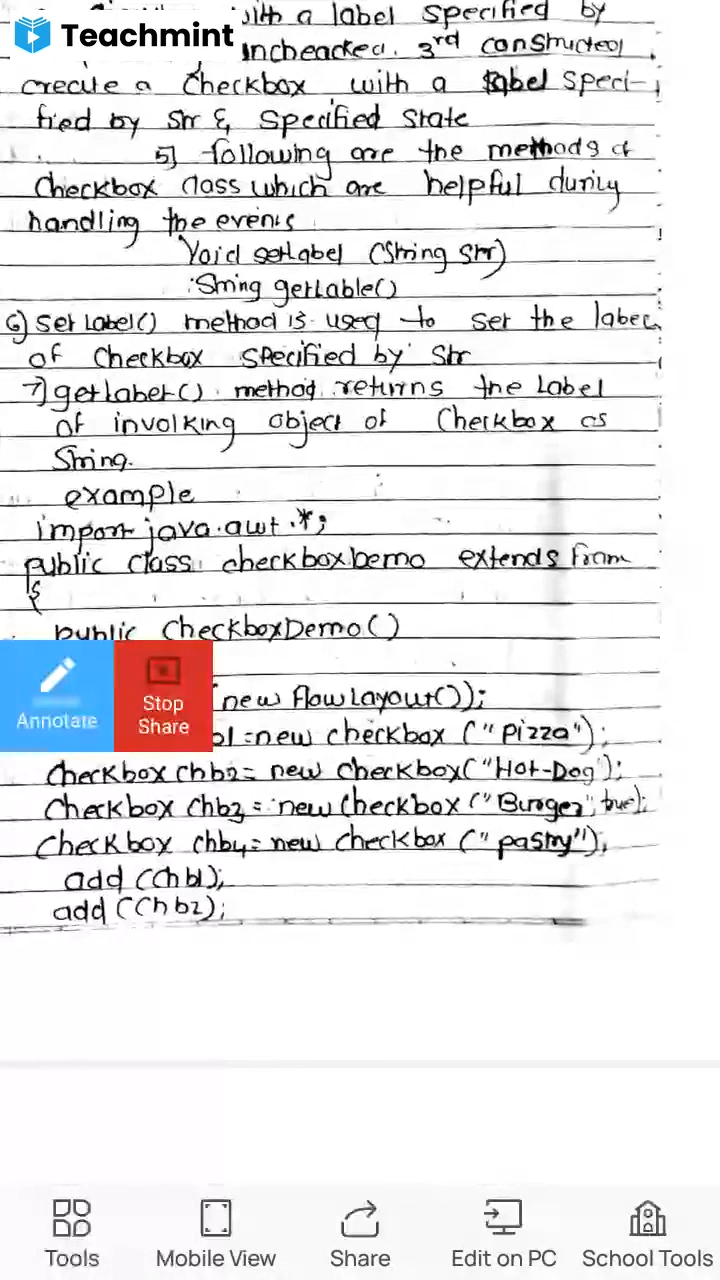 with a label specified by
Teachmint
3rd constructor
create a checkbox with a label speci-
fied by str & specified state
5] following are the methods of
checkbox class which are helpful during
handling the events
Void setLabel (String str)
:String getLable()
6) setLabel() method is used to set the label
of checkbox specified by str
7) getLabel() method returns the Label
of involking object of checkbox as
String.
example
import java.awt.*;
public class checkboxDemo extends Fram
{
public CheckboxDemo()
(new flowLayout());
b1 = new checkbox ("pizza");
checkbox chb2 = new checkbox("Hot-Dog");
checkbox chb3 = new checkbox ("Burger", true);
checkbox chb4 = new checkbox ("pastry");
add (chb1);
add (chb2);
Annotate
Stop
Share
Tools
Mobile View
Share
Edit on PC
School Tools